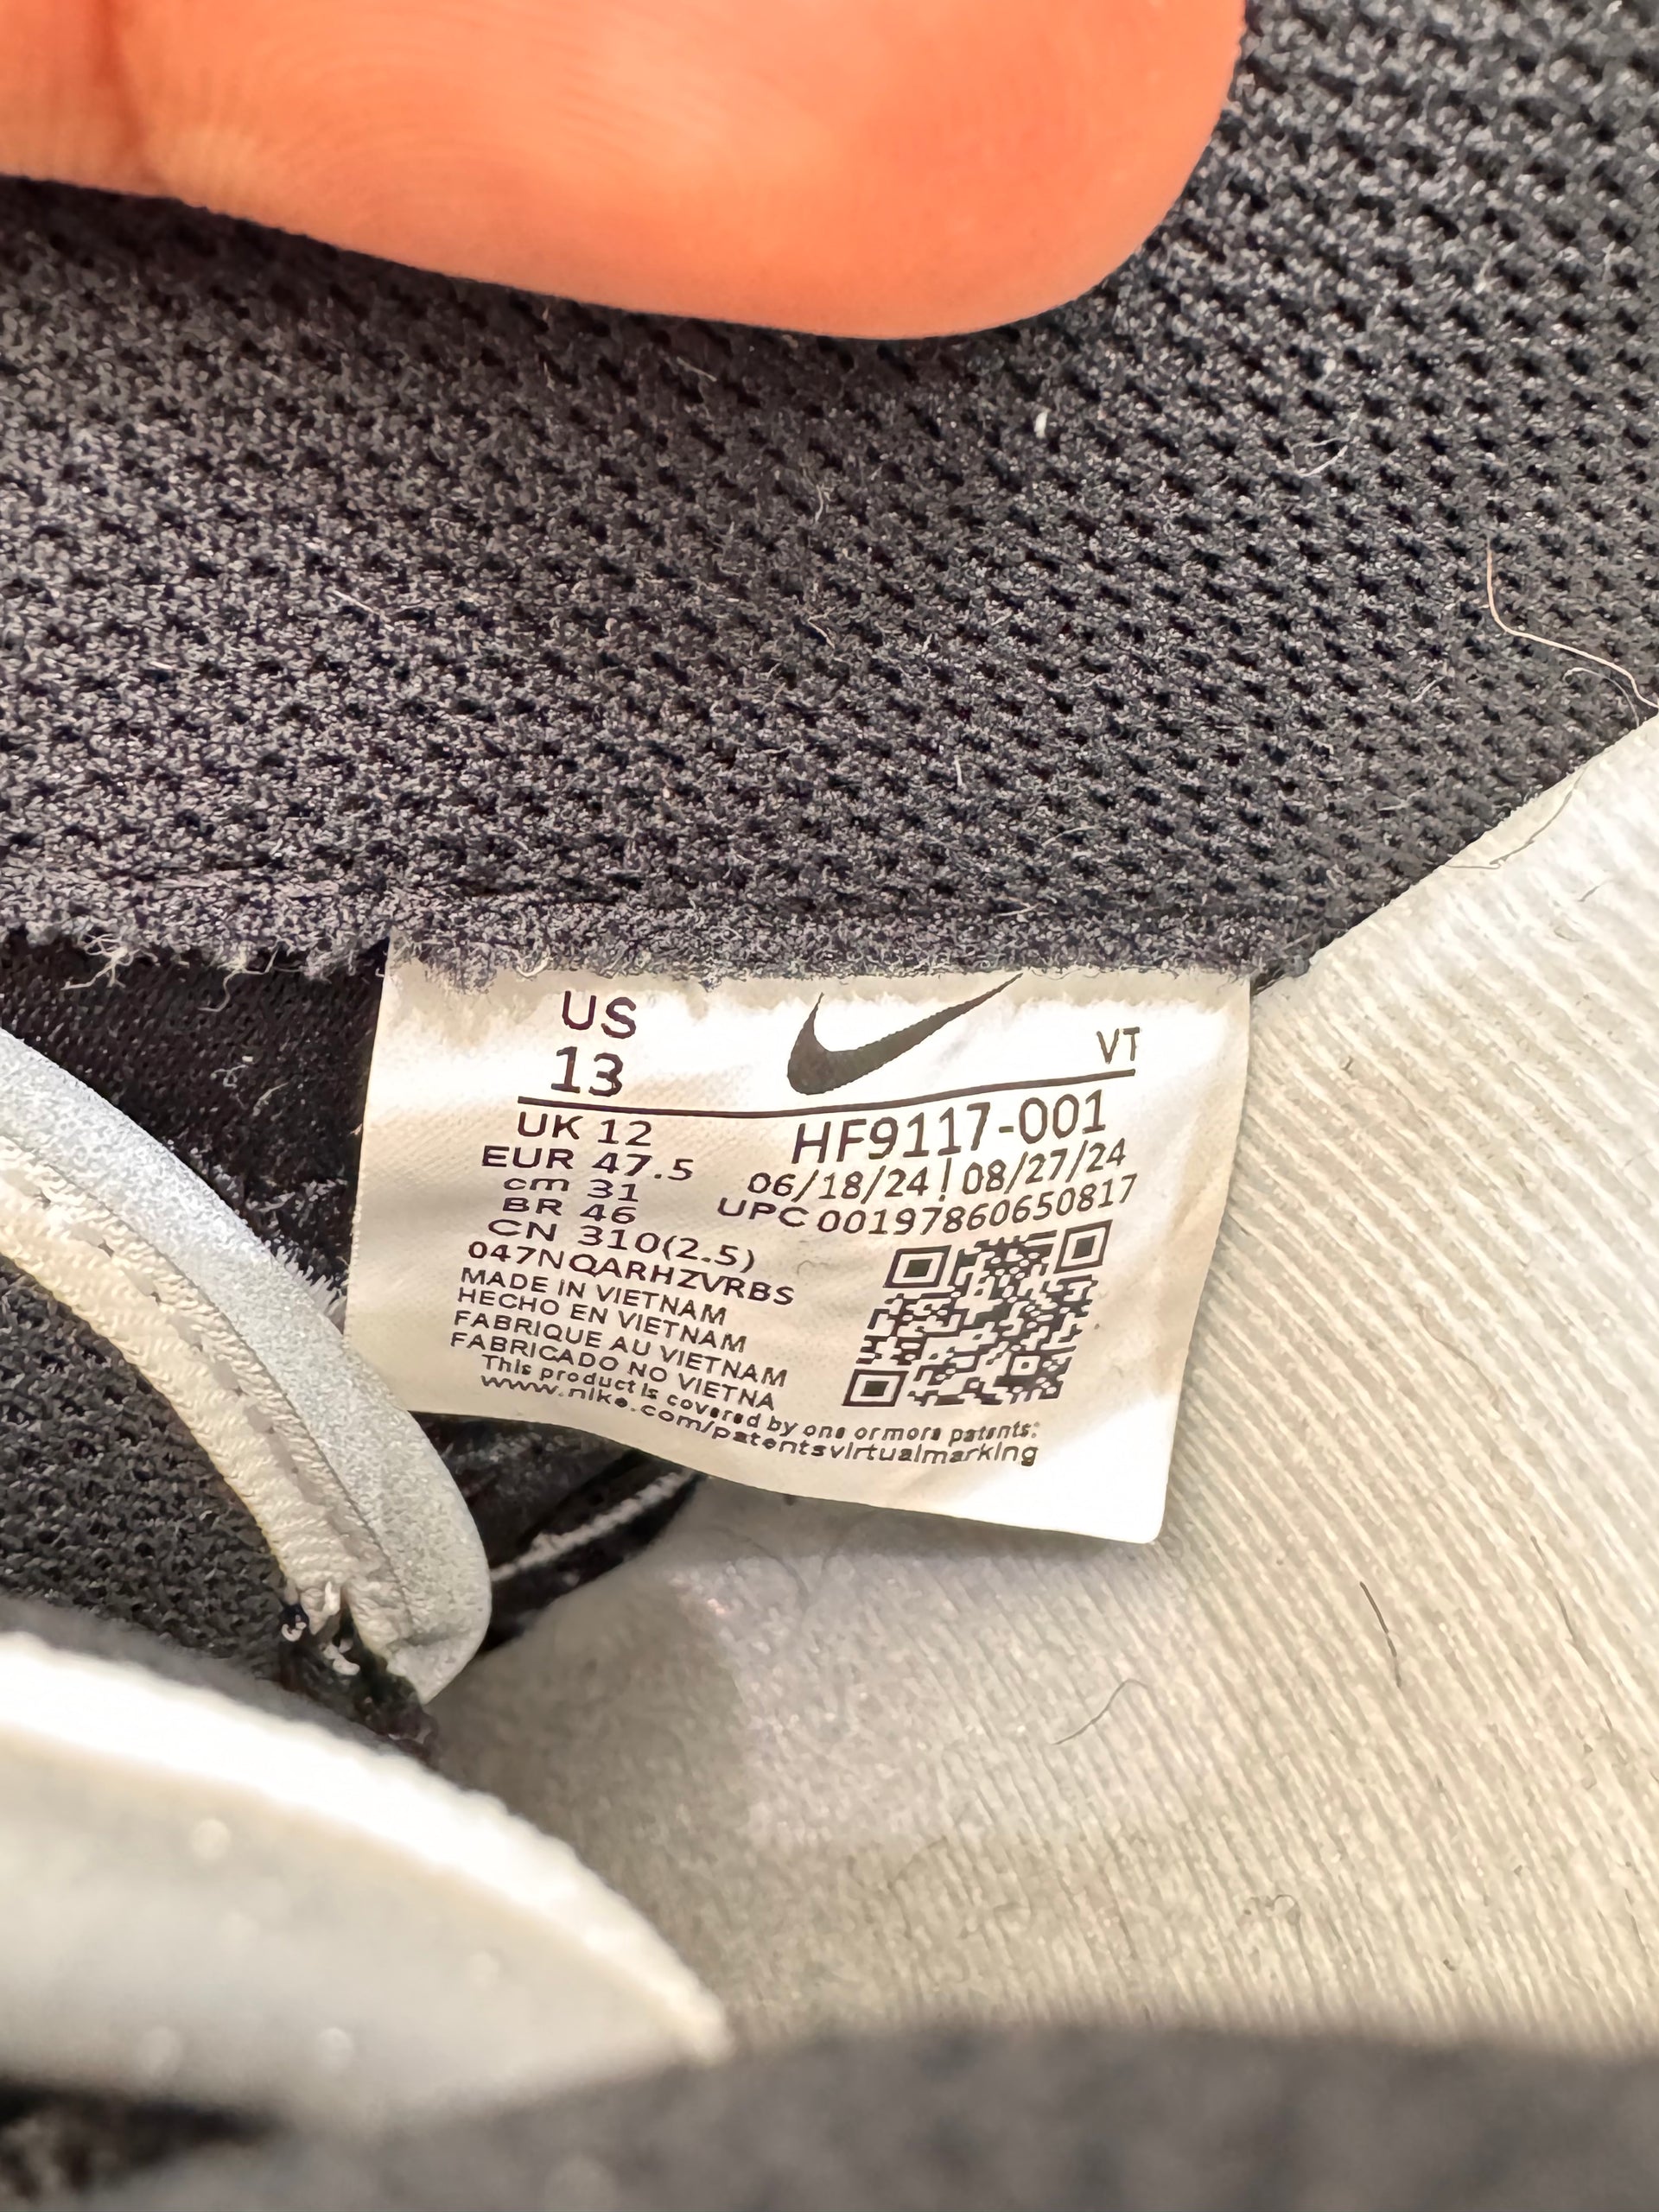 US
13
VT
UK 12
EUR 47.5
cm 31
BR 46
CN 310(2.5)
047NQARHZVRBS
MADE IN VIETNAM
HECHO EN VIETNAM
FABRIQUE AU VIETNAM
FABRICADO NO VIETNA
HF9117-001
06/18/24|08/27/24
UPC 00197860650817
This product is covered by one or more patents:
www.nike.com/patentsvirtualmarking